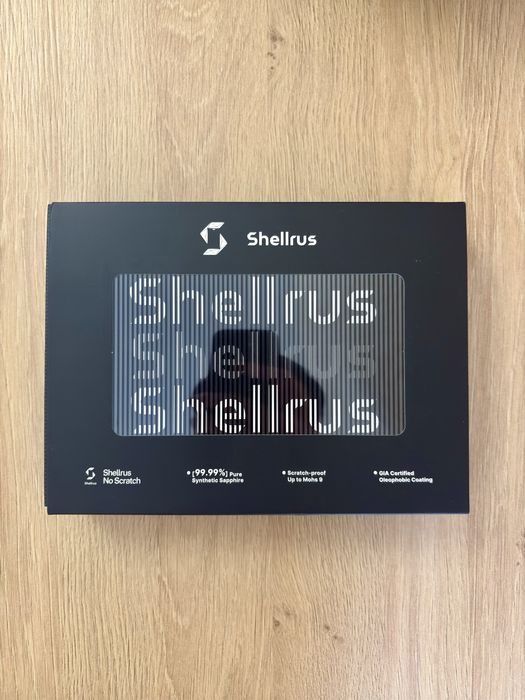 Shellrus
Shellrus
Shellrus
Shellrus
Shellrus
Shellrus
No Scratch
[99.99%] Pure
Synthetic Sapphire
Scratch-proof
Up to Mohs 9
GIA Certified
Oleophobic Coating